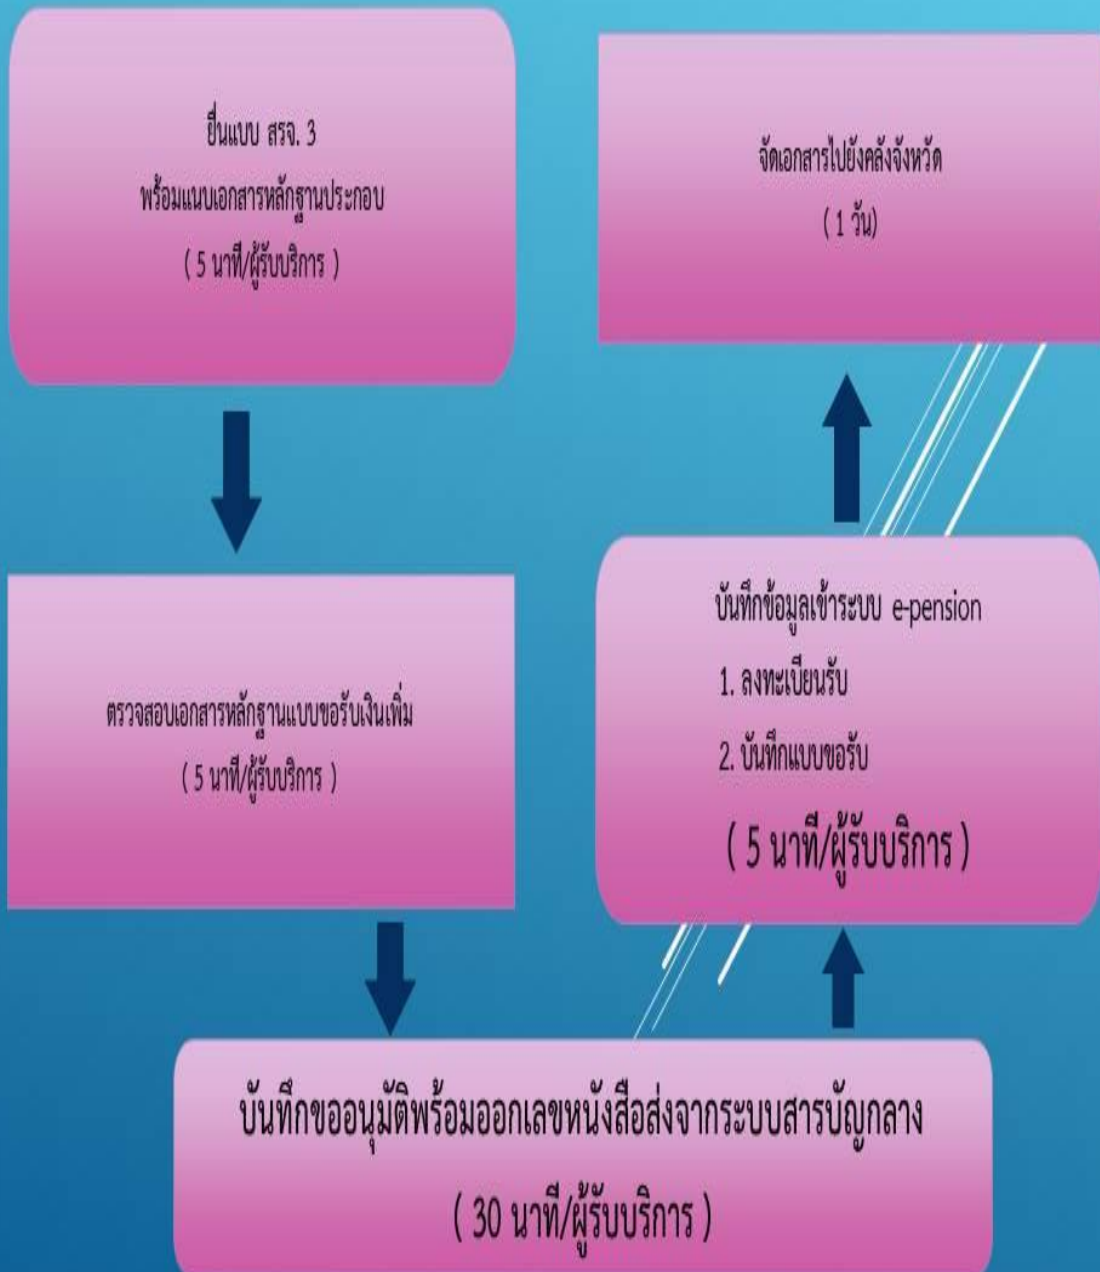 ยื่นแบบ สรจ. 3
พร้อมแนบเอกสารหลักฐานประกอบ
( 5 นาที/ผู้รับบริการ )
ตรวจสอบเอกสารหลักฐานแบบขอรับเงินเพิ่ม
( 5 นาที/ผู้รับบริการ )
บันทึกขออนุมัติพร้อมออกเลขหนังสือส่งจากระบบสารบัญกลาง
( 30 นาที/ผู้รับบริการ )
บันทึกข้อมูลเข้าระบบ e-pension
1. ลงทะเบียนรับ
2. บันทึกแบบขอรับ
( 5 นาที/ผู้รับบริการ )
จัดเอกสารไปยังคลังจังหวัด
( 1 วัน)